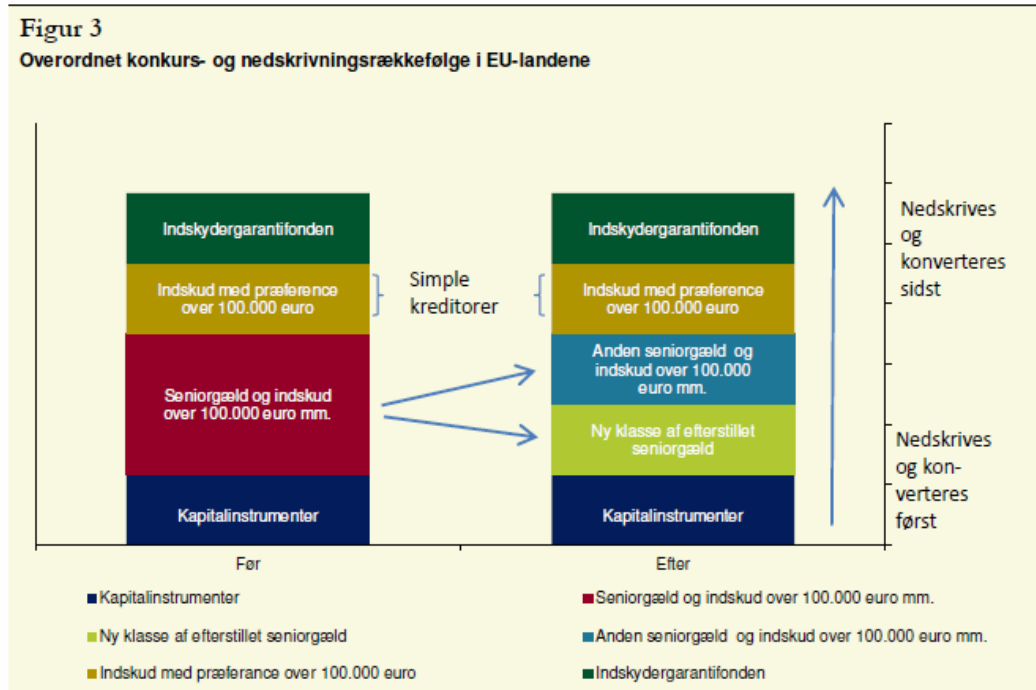 Figur 3
Overordnet konkurs- og nedskrivningsrækkefølge i EU-landene
Indskydergarantifonden
Indskud med præference
over 100.000 euro
Seniorgæld og indskud
over 100.000 euro mm.
Kapitalinstrumenter
Simple
kreditorer
Indskydergarantifonden
Indskud med præference
over 100.000 euro
Anden seniorgæld og
indskud over 100.000
euro mm.
Ny klasse af efterstillet
seniorgæld
Kapitalinstrumenter
Nedskrives
og
konverteres
sidst
Nedskrives
og kon-
verteres
først
Før
Efter
Kapitalinstrumenter
Seniorgæld og indskud over 100.000 euro mm.
Ny klasse af efterstillet seniorgæld
Anden seniorgæld og indskud over 100.000 euro mm.
Indskud med præferance over 100.000 euro
Indskydergarantifonden